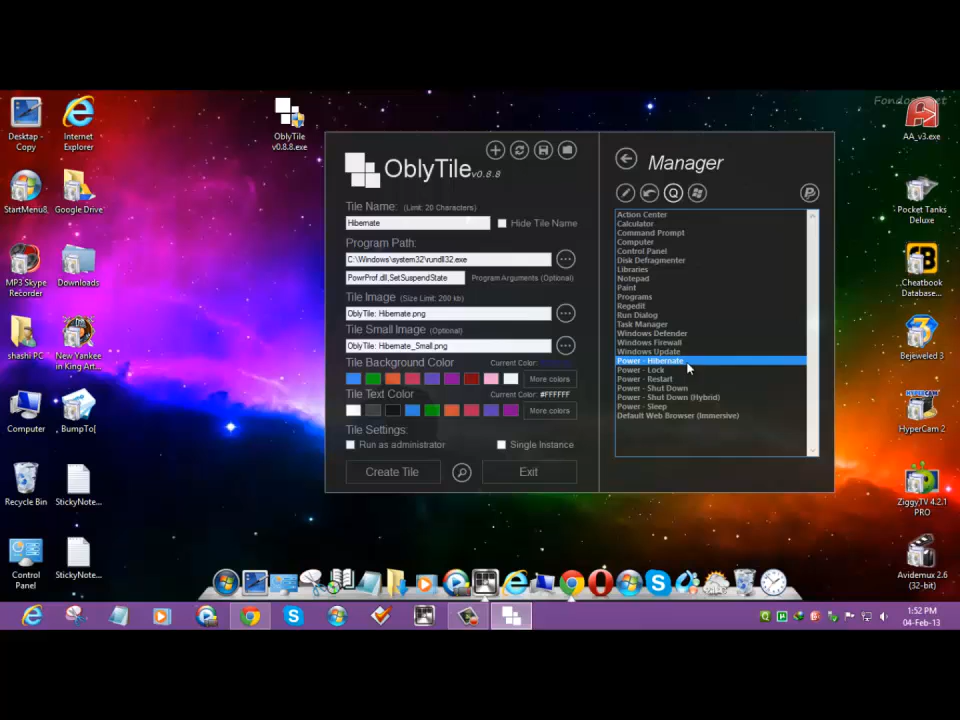 Desktap - Copy
Internet Explorer
OblyTile v0.8.8.exe
AA_v3.exe
OblyTile v0.8.8
Manager
Tile Name: (Limit: 20 Characters)
Hibernate
Hide Tile Name
Program Path:
C:\Windows\system32\rundll32.exe
PowrProf.dll,SetSuspendState
Program Arguments (Optional)
Tile Image (Size Limit: 200 kb)
OblyTile: Hibernate.png
Tile Small Image (Optional)
OblyTile: Hibernate_Small.png
Tile Background Color
Current Color:
More colors
Tile Text Color
Current Color: #FFFFFF
More colors
Tile Settings:
Run as administrator
Single Instance
Create Tile
Exit
Action Center
Calculator
Command Prompt
Computer
Control Panel
Disk Defragmenter
Libraries
Notepad
Paint
Programs
Regedit
Run Dialog
Task Manager
Windows Defender
Windows Firewall
Windows Update
Power - Hibernate
Power - Lock
Power - Restart
Power - Shut Down
Power - Shut Down (Hybrid)
Power - Sleep
Default Web Browser (Immersive)
StartMenu8
Google Drive
Pocket Tanks Deluxe
MP3 Skype Recorder
Downloads
Cheatbook Database...
shashi PC
New Yankee in King Art...
Bejeweled 3
Computer
, BumpTo[
HyperCam 2
Recycle Bin
StickyNote...
ZiggyTV 4.2.1 PRO
Control Panel
StickyNote...
Avidemux 2.6 (32-bit)
1:52 PM
04-Feb-13